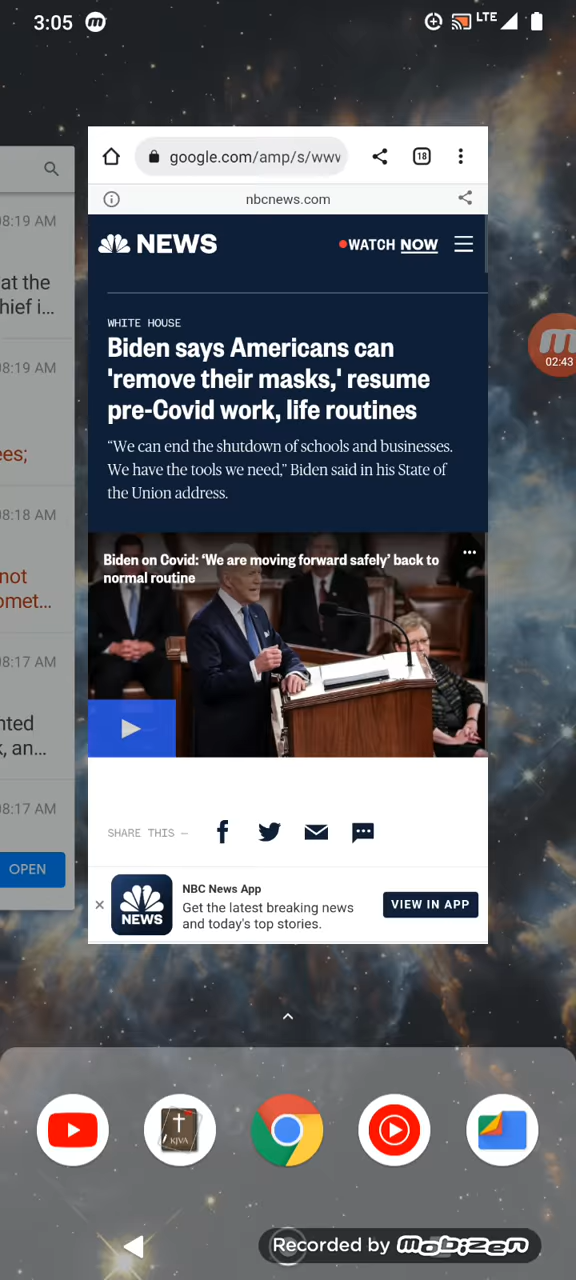 3:05 m LTE
08:19 AM
at the
hief i...
08:19 AM
ees;
08:18 AM
not
omet...
08:17 AM
nted
k, an...
08:17 AM
OPEN
google.com/amp/s/www
18
nbcnews.com
NEWS
WATCH NOW
WHITE HOUSE
Biden says Americans can
'remove their masks,' resume
pre-Covid work, life routines
“We can end the shutdown of schools and businesses.
We have the tools we need,” Biden said in his State of
the Union address.
Biden on Covid: ‘We are moving forward safely’ back to
normal routine
m
02:43
SHARE THIS —
NEWS
NBC News App
Get the latest breaking news
and today's top stories.
VIEW IN APP
KJVA
Recorded by mobizen